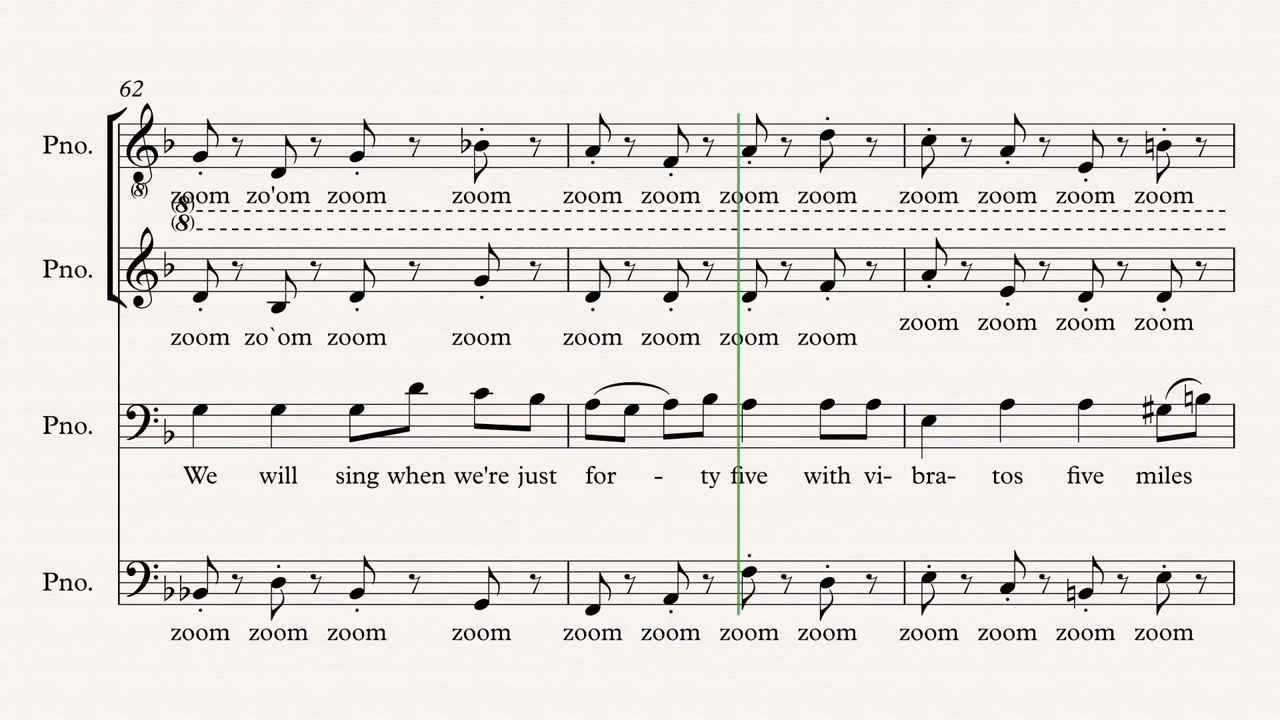 62
Pno.
zoom zo'om zoom zoom zoom zoom zoom zoom zoom zoom zoom zoom
(8)
(8)
Pno.
zoom zo`om zoom zoom zoom zoom zoom zoom zoom zoom zoom zoom
Pno.
We will sing when we're just for - ty five with vi- bra- tos five miles
Pno.
zoom zoom zoom zoom zoom zoom zoom zoom zoom zoom zoom zoom